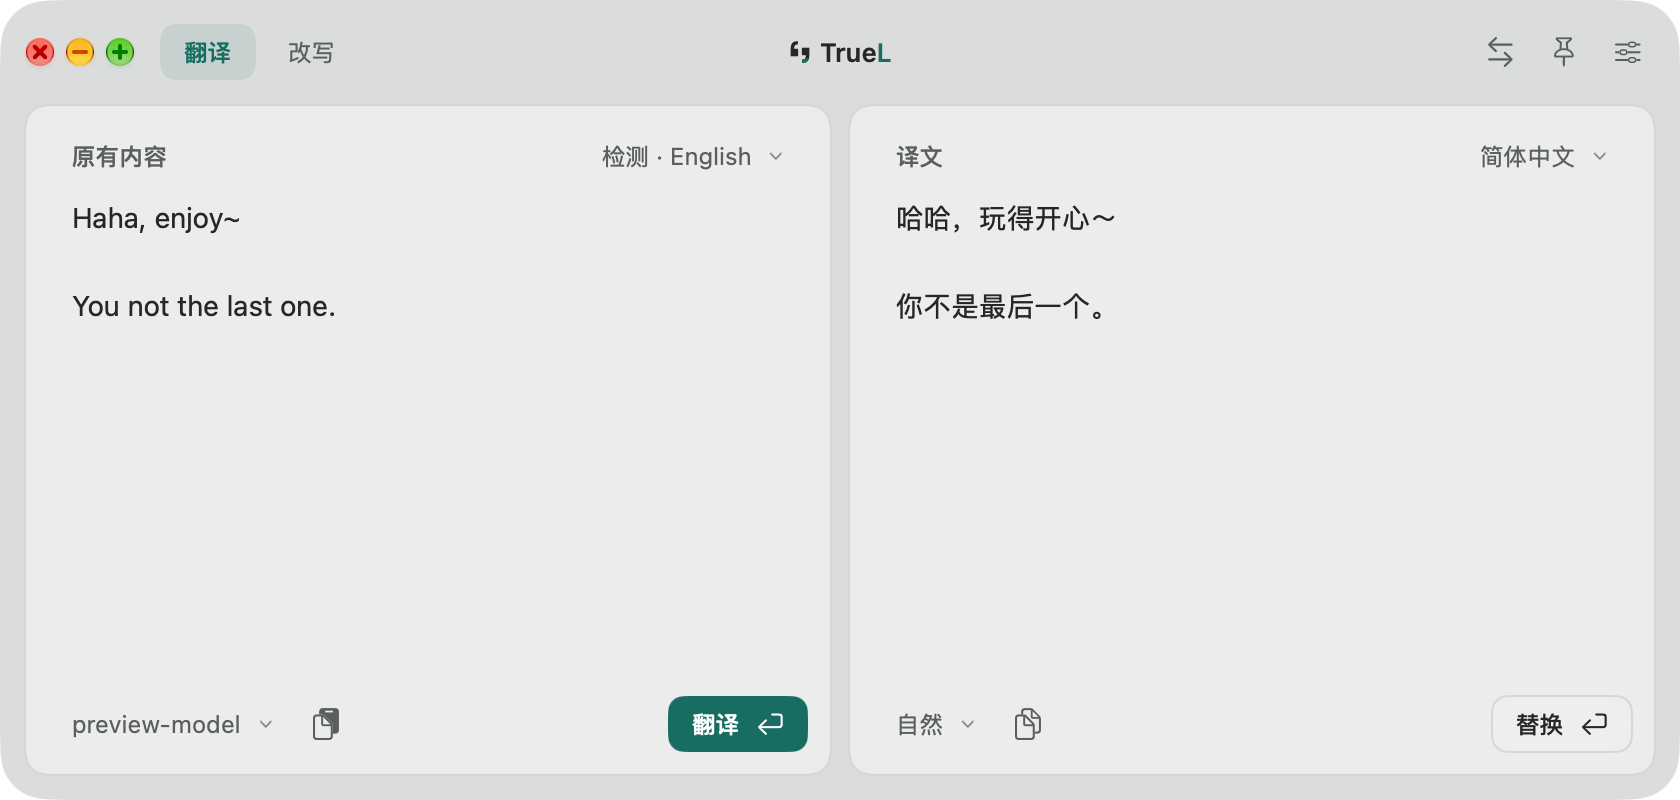 翻译 改写 TrueL
原有内容 检测 · English
Haha, enjoy~
You not the last one.
preview-model 翻译
译文 简体中文
哈哈，玩得开心～
你不是最后一个。
自然 替换